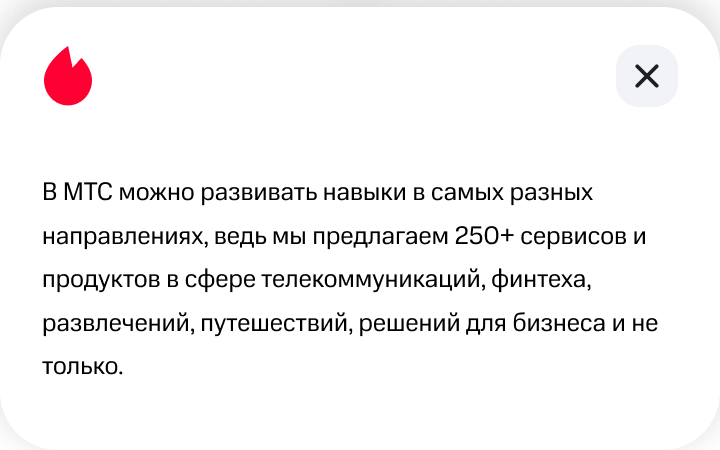 В МТС можно развивать навыки в самых разных
направлениях, ведь мы предлагаем 250+ сервисов и
продуктов в сфере телекоммуникаций, финтеха,
развлечений, путешествий, решений для бизнеса и не
только.